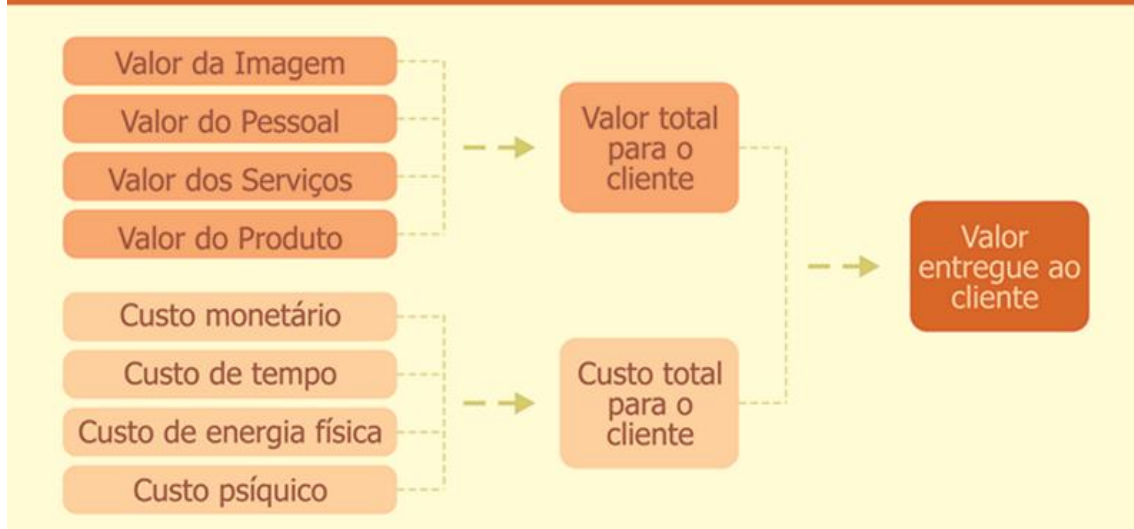 Valor da Imagem
Valor do Pessoal
Valor dos Serviços
Valor do Produto
Valor total
para o
cliente
Custo monetário
Custo de tempo
Custo de energia física
Custo psíquico
Custo total
para o
cliente
Valor
entregue ao
cliente